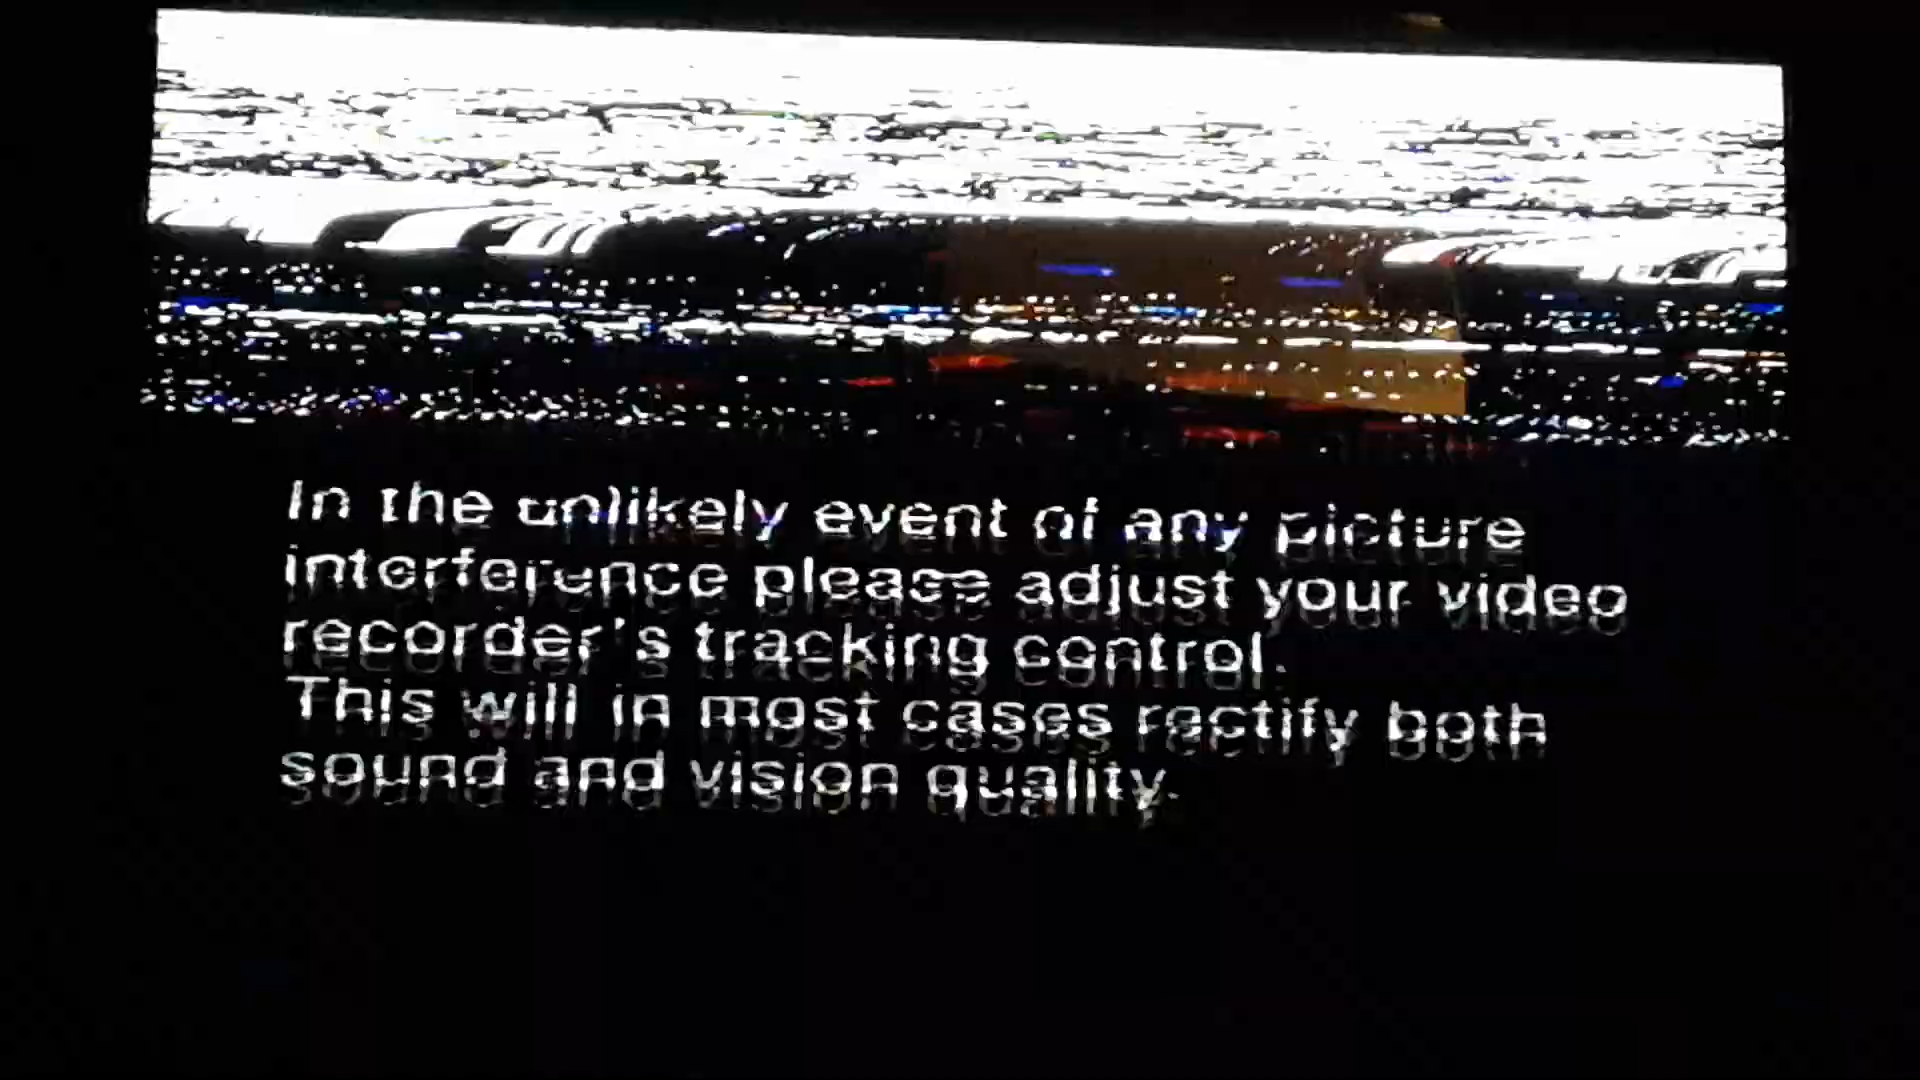 In the unlikely event of any picture
interference please adjust your video
recorder's tracking control.
This will in most cases rectify both
sound and vision quality.